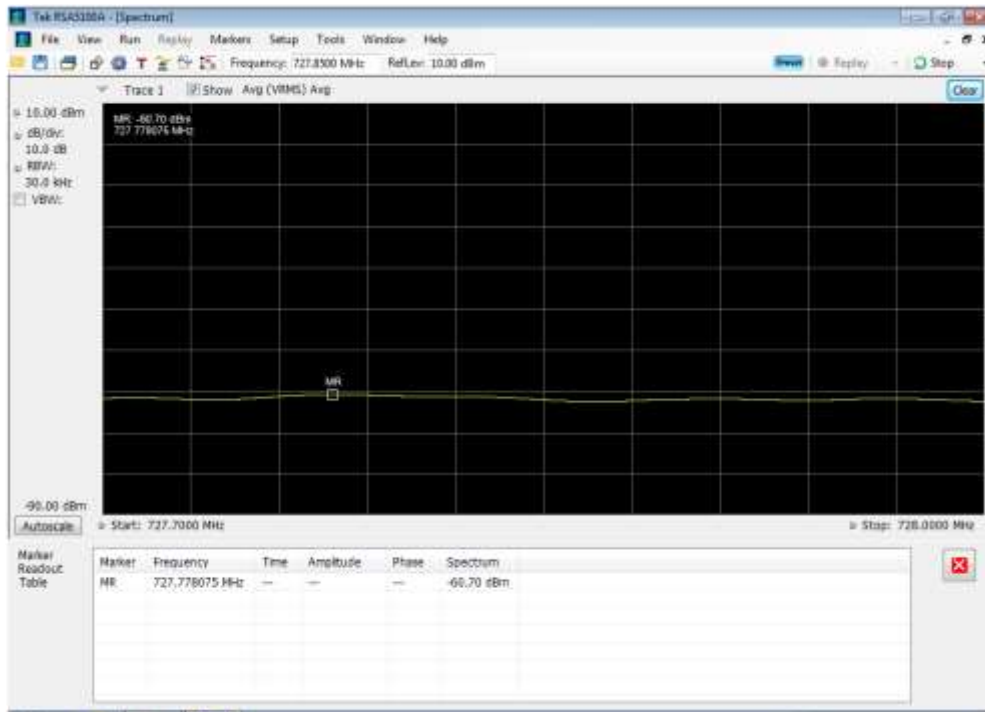 Tek RSA5100A - [Spectrum]
File View Run Replay Markers Setup Tools Window Help
Frequency: 727.8500 MHz RefLev: 10.00 dBm Preset Replay Stop
Trace 1 Show Avg (VRMS) Avg Clear
10.00 dBm
dB/div:
10.0 dB
RBW:
30.0 kHz
VBW:
MR: -60.70 dBm
727.778075 MHz
MR
-90.00 dBm
Autoscale Start: 727.7000 MHz Stop: 728.0000 MHz
Marker Readout Table
Marker Frequency Time Amplitude Phase Spectrum
MR 727.778075 MHz --- --- --- -60.70 dBm